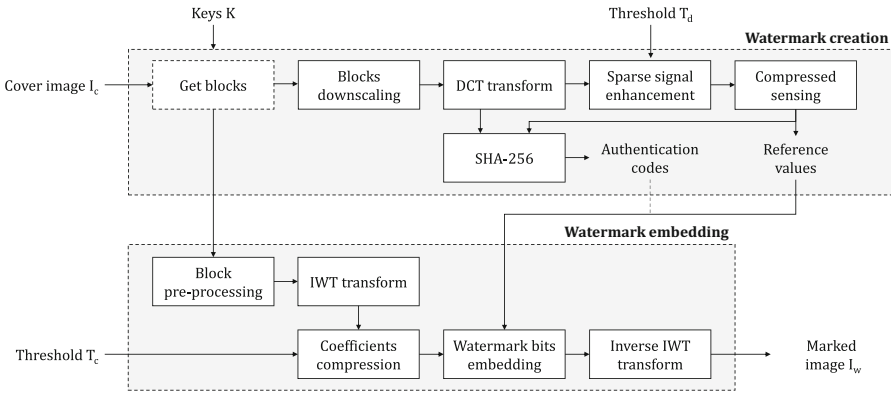 Keys K
Threshold T_d
Watermark creation
Cover image I_c
Get blocks
Blocks
downscaling
DCT transform
Sparse signal
enhancement
Compressed
sensing
SHA-256
Authentication
codes
Reference
values
Watermark embedding
Block
pre-processing
IWT transform
Threshold T_c
Coefficients
compression
Watermark bits
embedding
Inverse IWT
transform
Marked
image I_w